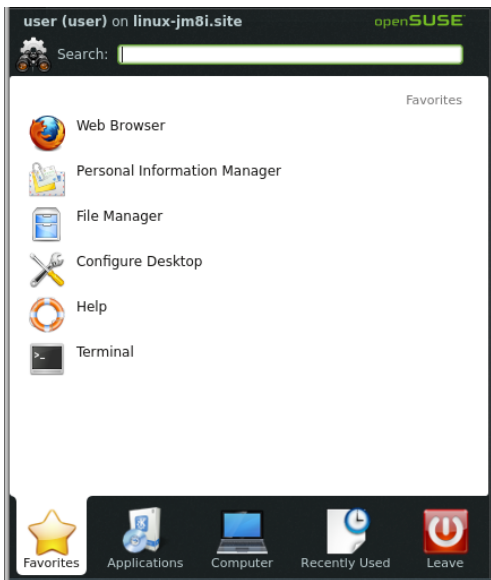 user (user) on linux-jm8i.site
openSUSE
Search:
Favorites
Web Browser
Personal Information Manager
File Manager
Configure Desktop
Help
>_ Terminal
Favorites
Applications
Computer
Recently Used
Leave